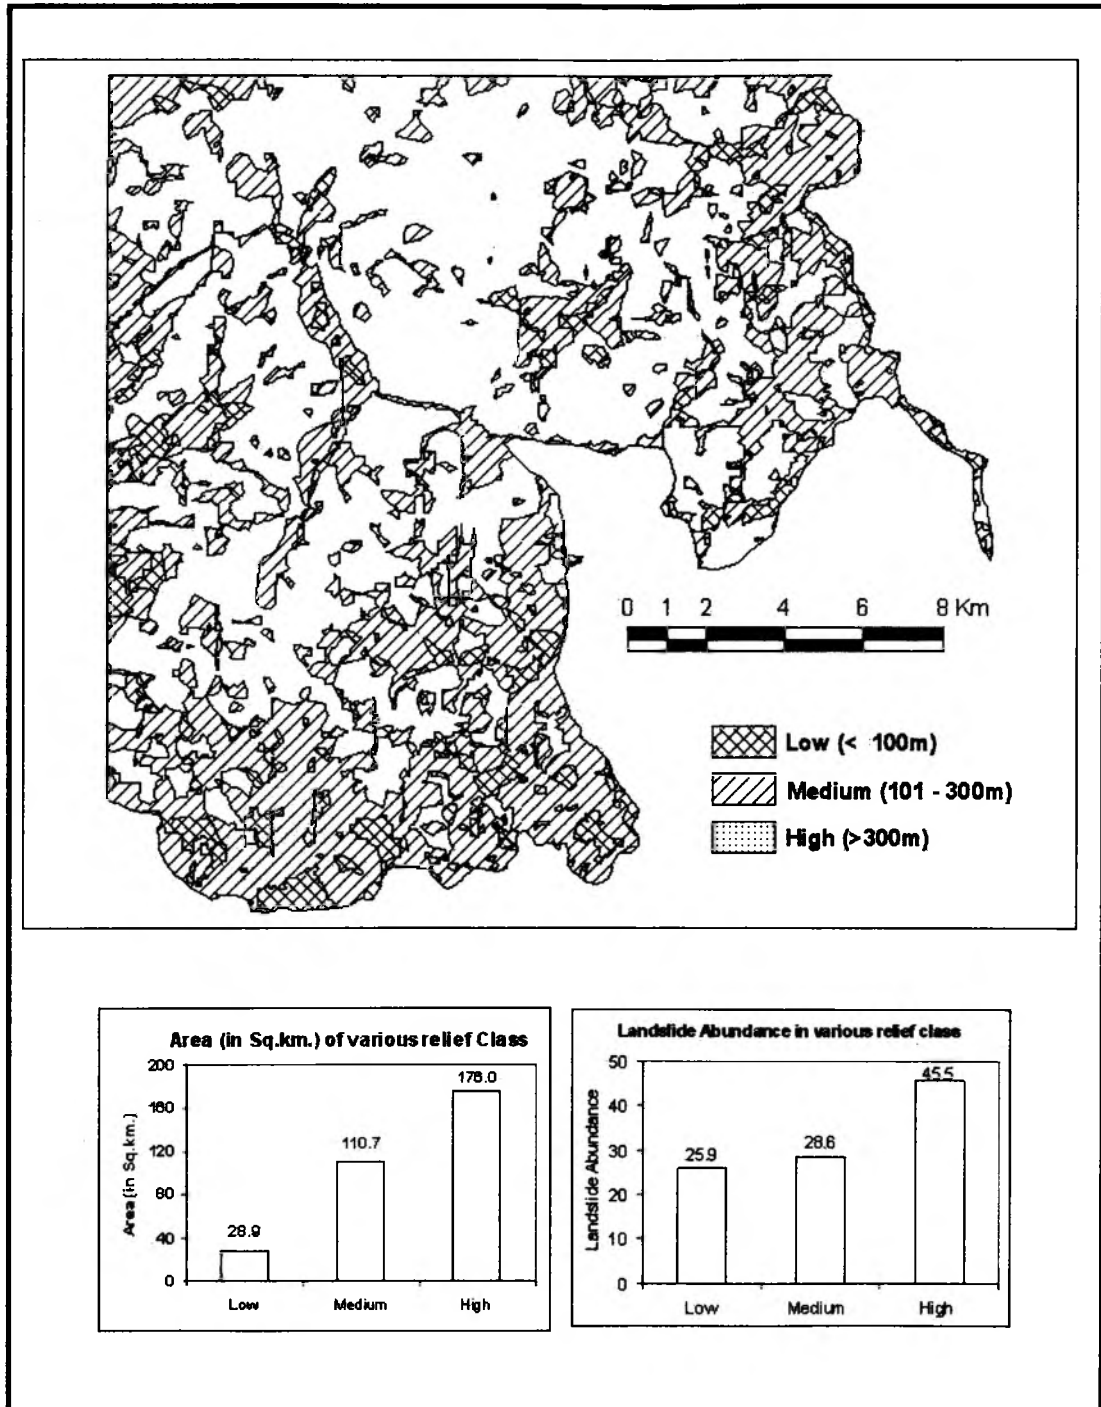 0 1 2 4 6 8 Km
Low (< 100m)
Medium (101 - 300m)
High (>300m)
Area (in Sq.km.) of various relief Class
Area (in Sq.km.)
200
160
120
80
40
0
28.9
110.7
176.0
Low Medium High
Landslide Abundance in various relief class
Landslide Abundance
50
40
30
20
10
0
25.9
28.6
45.5
Low Medium High